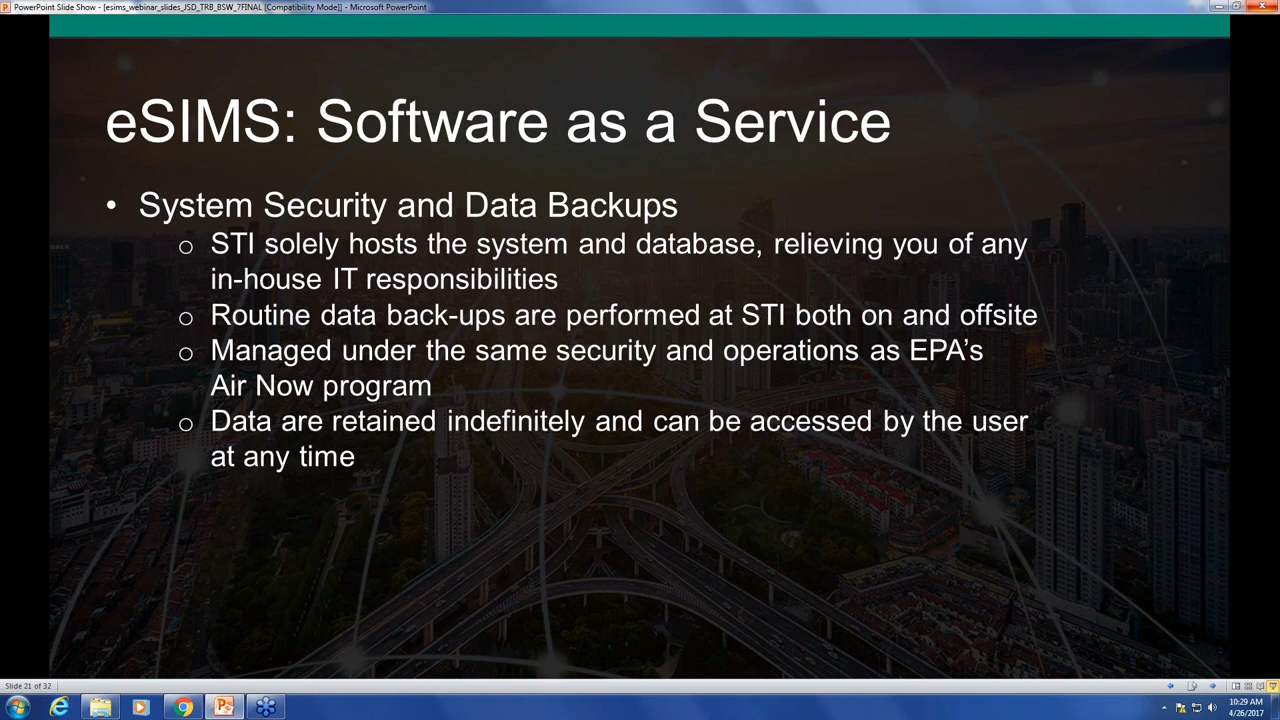 PowerPoint Slide Show - [esims_webinar_slides_JSD_TRB_BSW_7FINAL [Compatibility Mode]] - Microsoft PowerPoint
eSIMS: Software as a Service
• System Security and Data Backups
o STI solely hosts the system and database, relieving you of any
in-house IT responsibilities
o Routine data back-ups are performed at STI both on and offsite
o Managed under the same security and operations as EPA’s
Air Now program
o Data are retained indefinitely and can be accessed by the user
at any time
Slide 21 of 32
10:29 AM
4/26/2017